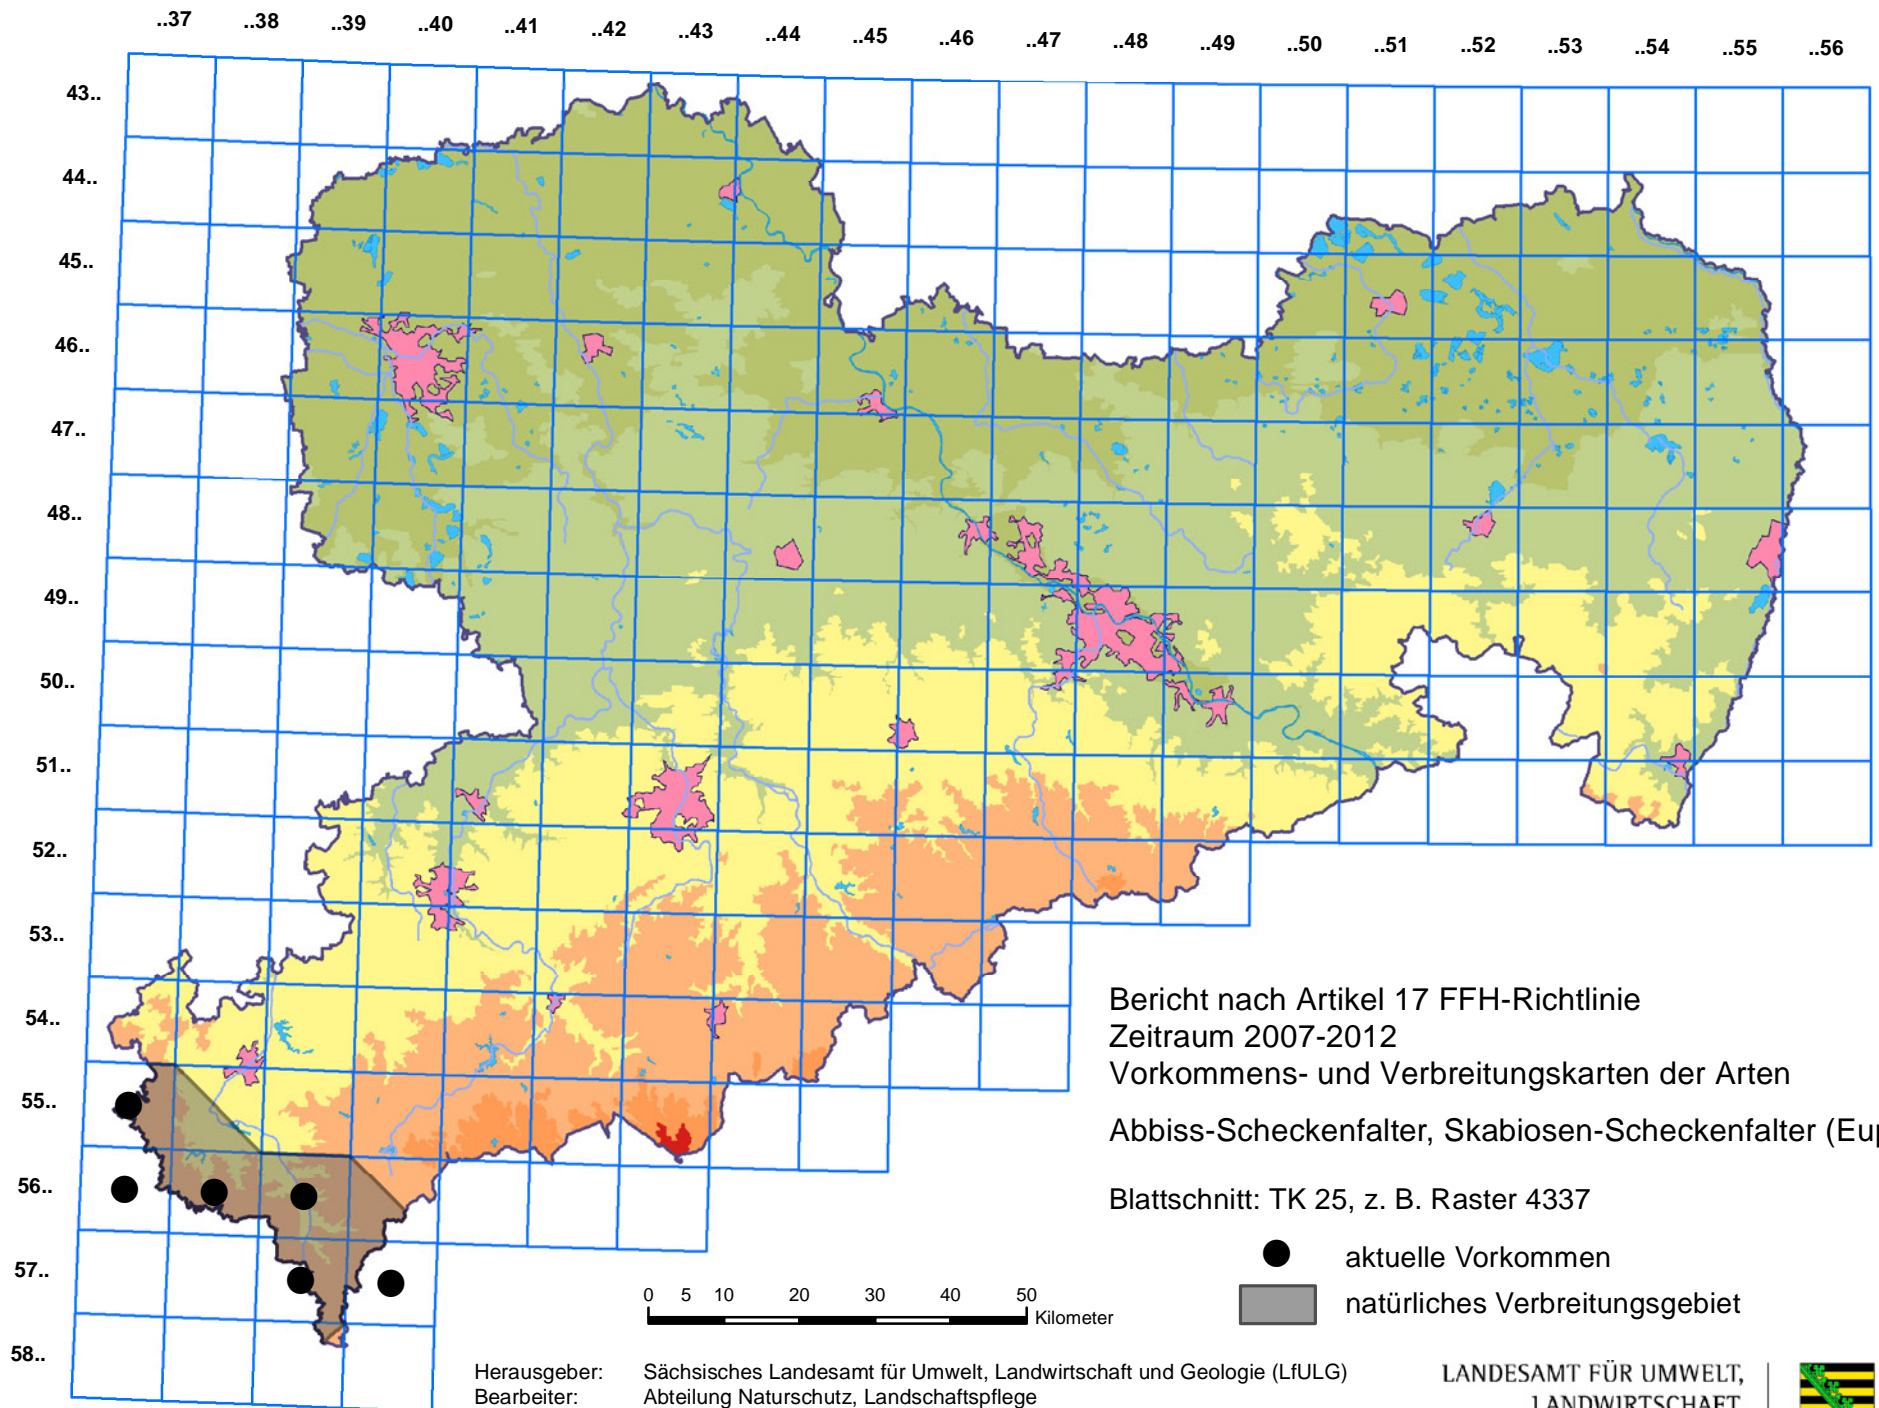 ..37 ..38 ..39 ..40 ..41 ..42 ..43 ..44 ..45 ..46 ..47 ..48 ..49 ..50 ..51 ..52 ..53 ..54 ..55 ..56
43..
44..
45..
46..
47..
48..
49..
50..
51..
52..
53..
54..
55..
56..
57..
58..
Bericht nach Artikel 17 FFH-Richtlinie
Zeitraum 2007-2012
Vorkommens- und Verbreitungskarten der Arten
Abbiss-Scheckenfalter, Skabiosen-Scheckenfalter (Eup
Blattschnitt: TK 25, z. B. Raster 4337
aktuelle Vorkommen
natürliches Verbreitungsgebiet
0 5 10 20 30 40 50
Kilometer
Herausgeber: Sächsisches Landesamt für Umwelt, Landwirtschaft und Geologie (LfULG)
Bearbeiter: Abteilung Naturschutz, Landschaftspflege
LANDESAMT FÜR UMWELT,
LANDWIRTSCHAFT